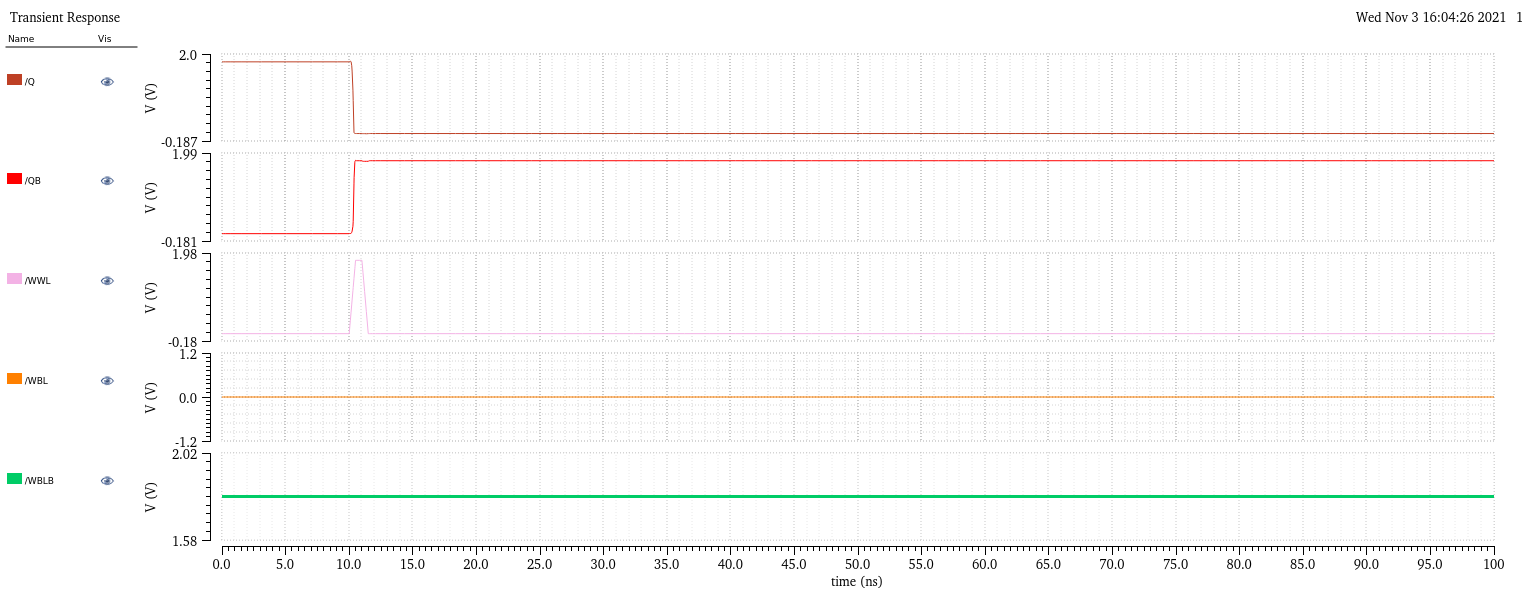 Transient Response
Wed Nov 3 16:04:26 2021 1
Name Vis
/Q
V (V)
2.0
-0.187
/QB
V (V)
1.99
-0.181
/WWL
V (V)
1.98
-0.18
/WBL
V (V)
1.2
0.0
-1.2
/WBLB
V (V)
2.02
1.58
0.0 5.0 10.0 15.0 20.0 25.0 30.0 35.0 40.0 45.0 50.0 55.0 60.0 65.0 70.0 75.0 80.0 85.0 90.0 95.0 100
time (ns)